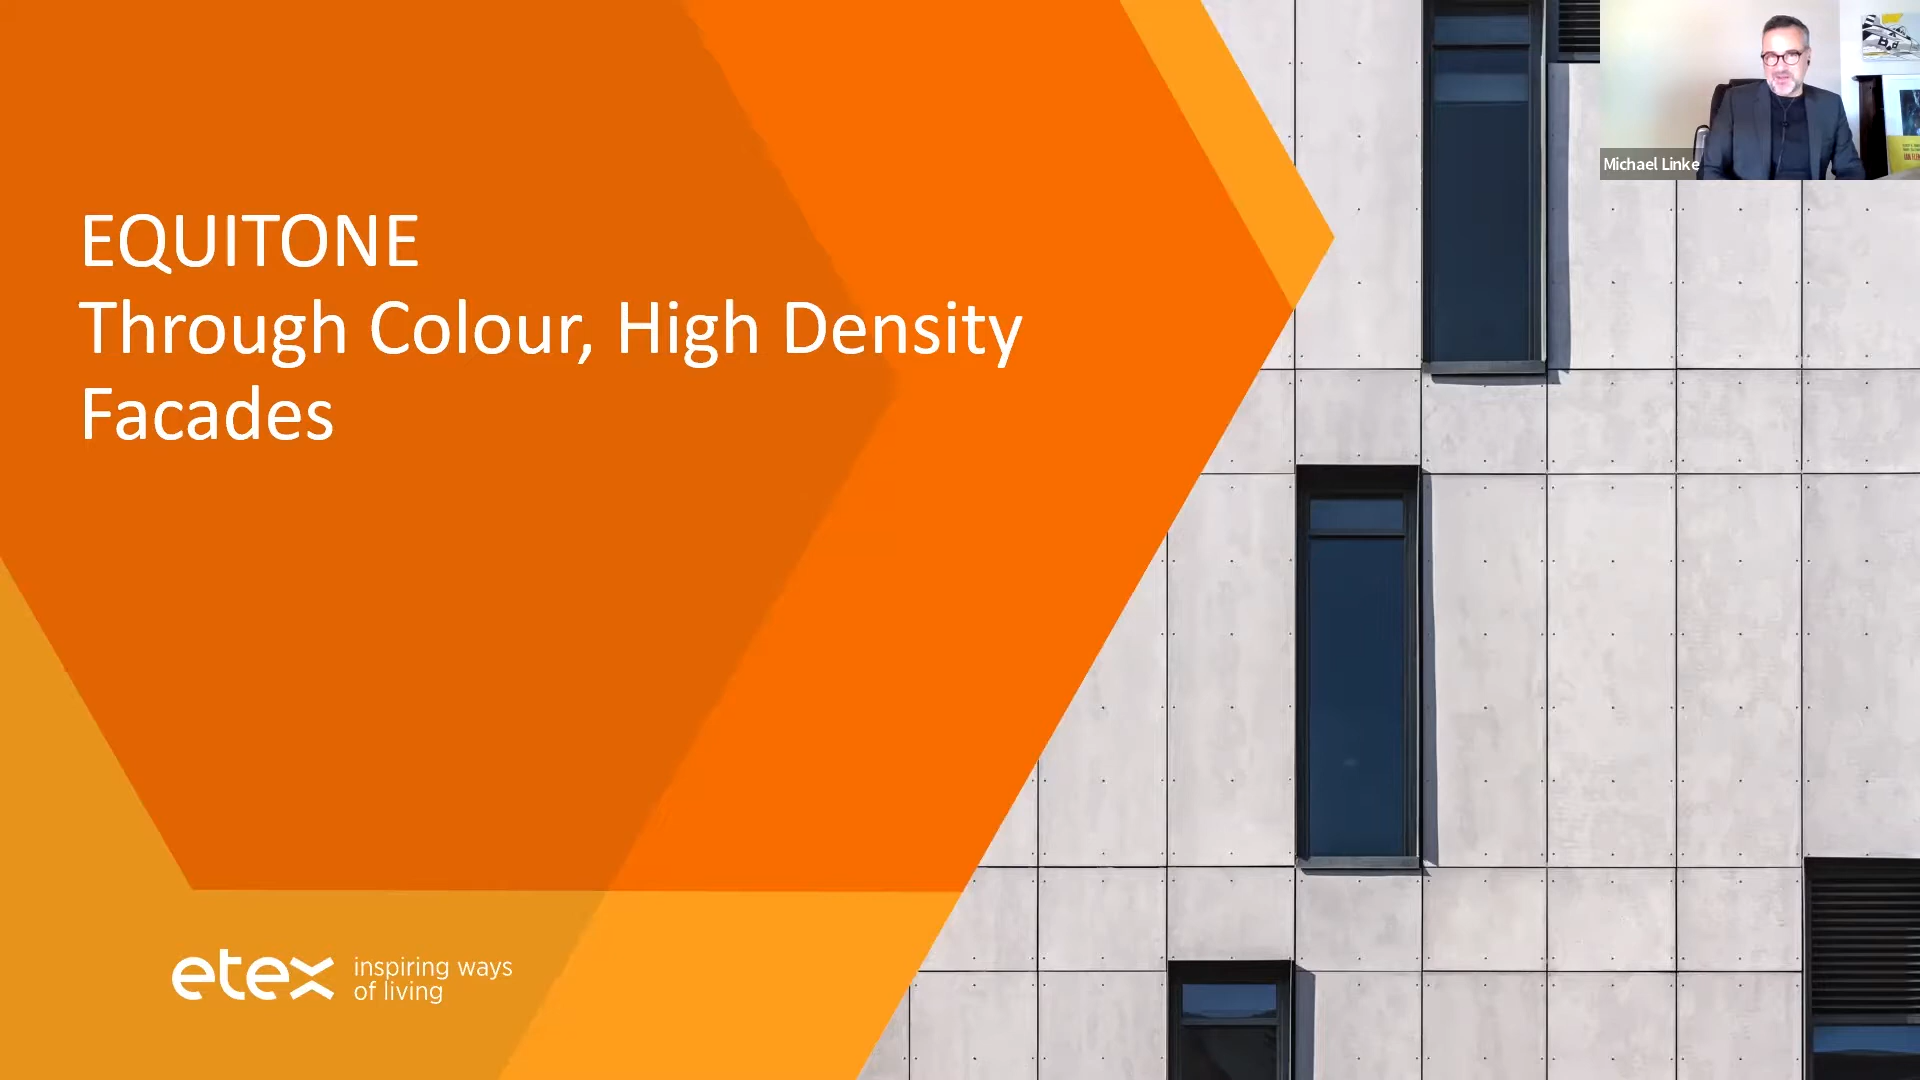 EQUITONE
Through Colour, High Density
Facades
etex
inspiring ways
of living
Michael Linke